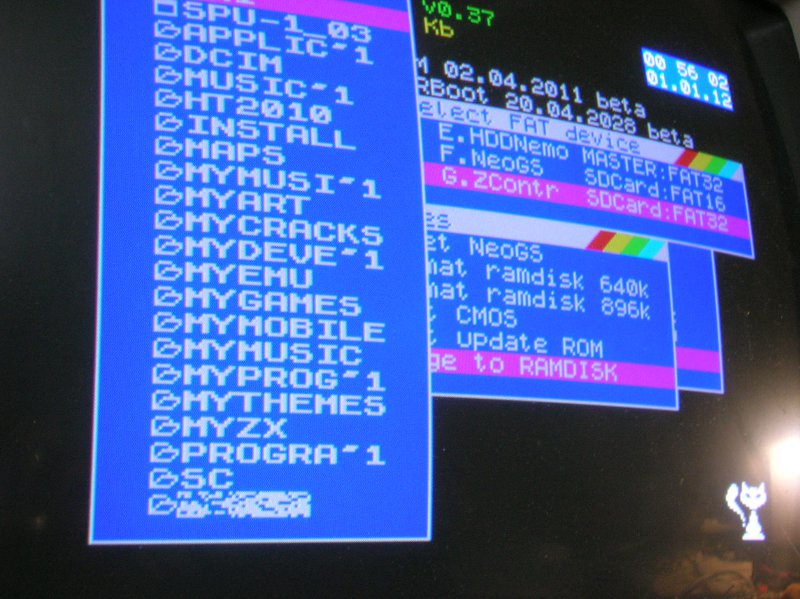 SPU-1_03
APPLIC~1
DCIM
MUSIC~1
HT2010
INSTALL
MAPS
MYMUSI~1
MYART
MYCRACKS
MYDEVE~1
MYEMU
MYGAMES
MYMOBILE
MYMUSIC
MYPROG~1
MYTHEMES
MYZX
PROGRA~1
SC
v0.37
Kb
00 56 02
01.01.12
M 02.04.2011 beta
RBoot 20.04.2028 beta
elect FAT device
E.HDDNemo MASTER:FAT32
F.NeoGS SDCard:FAT16
G.ZContr SDCard:FAT32
es
et NeoGS
mat ramdisk 640k
mat ramdisk 896k
t CMOS
t update ROM
ge to RAMDISK